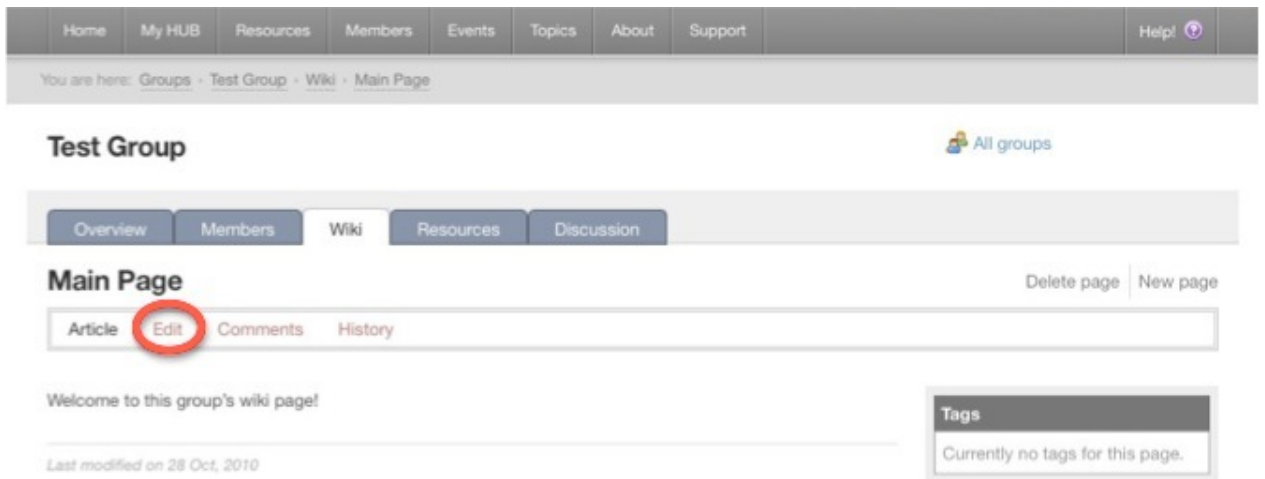 Home My HUB Resources Members Events Topics About Support Help!
You are here: Groups - Test Group - Wiki - Main Page
Test Group
All groups
Overview Members Wiki Resources Discussion
Main Page
Delete page New page
Article Edit Comments History
Welcome to this group's wiki page!
Tags
Currently no tags for this page.
Last modified on 28 Oct, 2010